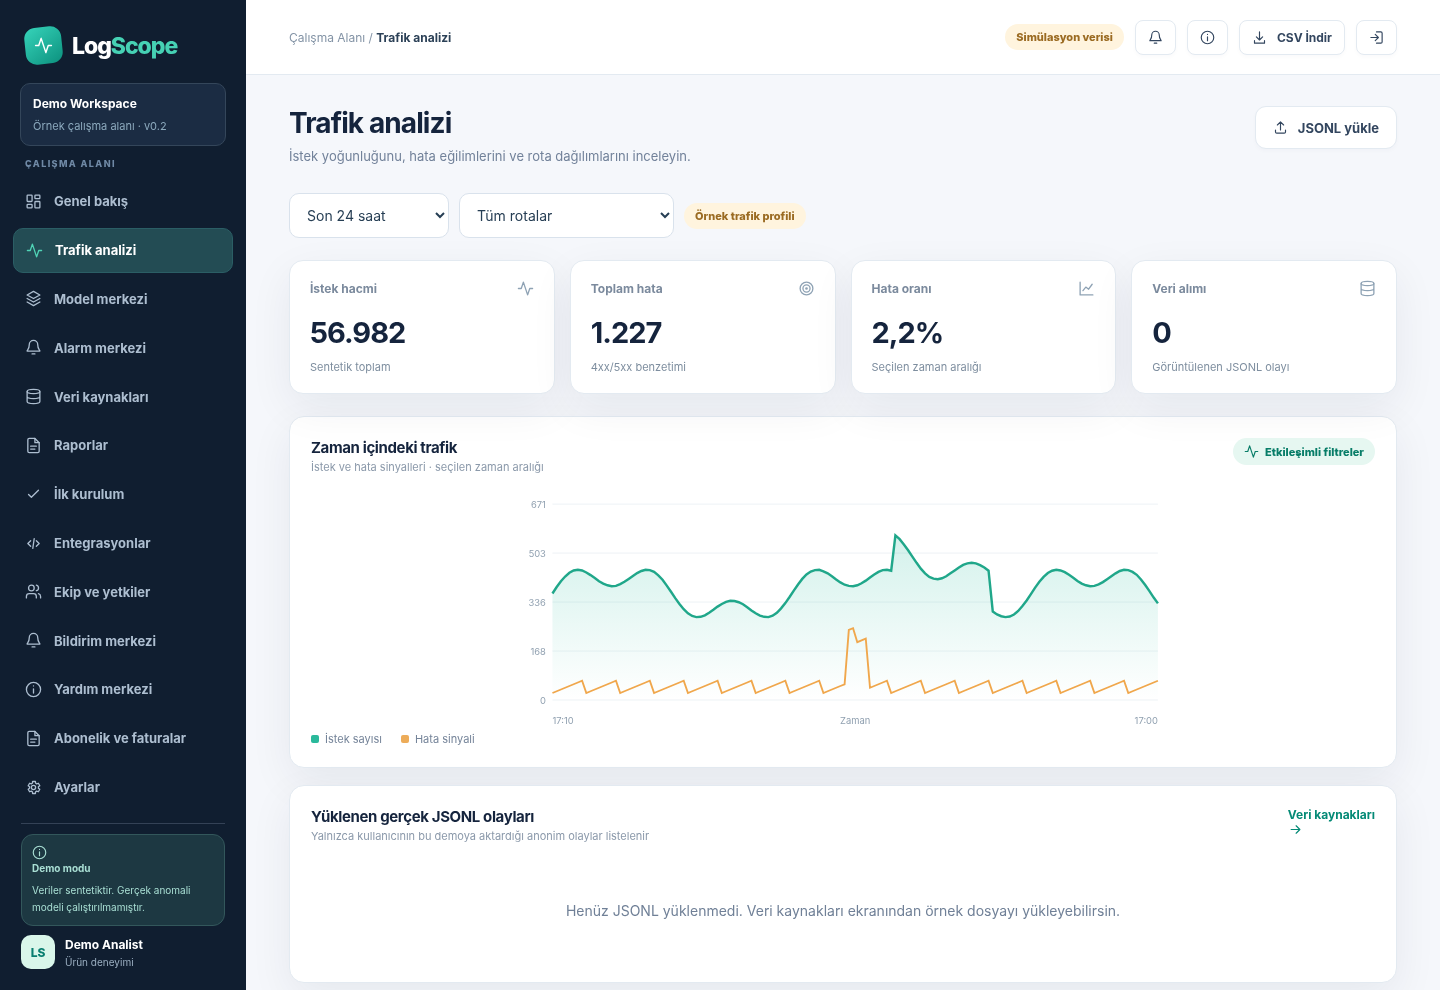 LogScope
Demo Workspace
Örnek çalışma alanı · v0.2
ÇALIŞMA ALANI
Genel bakış
Trafik analizi
Model merkezi
Alarm merkezi
Veri kaynakları
Raporlar
İlk kurulum
Entegrasyonlar
Ekip ve yetkiler
Bildirim merkezi
Yardım merkezi
Abonelik ve faturalar
Ayarlar
Demo modu
Veriler sentetiktir. Gerçek anomali
modeli çalıştırılmamıştır.
LS
Demo Analist
Ürün deneyimi
Çalışma Alanı / Trafik analizi
Simülasyon verisi
CSV İndir
Trafik analizi
İstek yoğunluğunu, hata eğilimlerini ve rota dağılımlarını inceleyin.
JSONL yükle
Son 24 saat
Tüm rotalar
Örnek trafik profili
İstek hacmi
56.982
Sentetik toplam
Toplam hata
1.227
4xx/5xx benzetimi
Hata oranı
2,2%
Seçilen zaman aralığı
Veri alımı
0
Görüntülenen JSONL olayı
Zaman içindeki trafik
İstek ve hata sinyalleri · seçilen zaman aralığı
Etkileşimli filtreler
671
503
336
168
0
17:10
Zaman
17:00
İstek sayısı
Hata sinyali
Yüklenen gerçek JSONL olayları
Yalnızca kullanıcının bu demoya aktardığı anonim olaylar listelenir
Veri kaynakları
→
Henüz JSONL yüklenmedi. Veri kaynakları ekranından örnek dosyayı yükleyebilirsin.